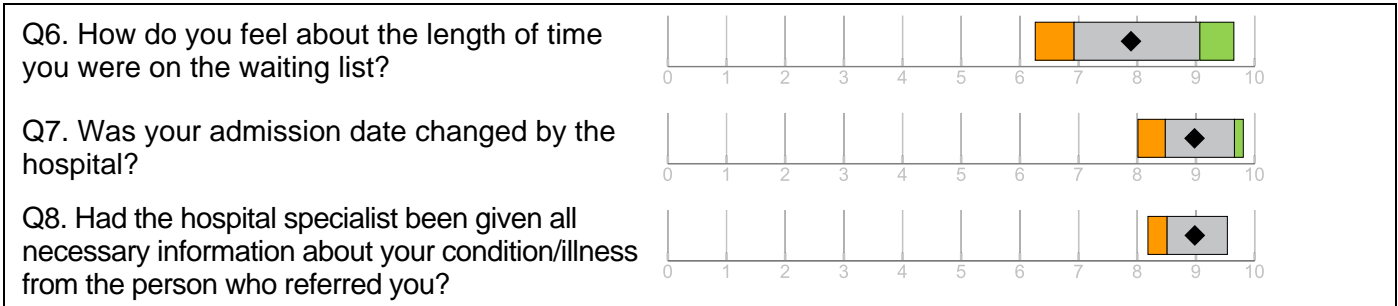 Q6. How do you feel about the length of time
you were on the waiting list?
0 1 2 3 4 5 6 7 8 9 10
Q7. Was your admission date changed by the
hospital?
0 1 2 3 4 5 6 7 8 9 10
Q8. Had the hospital specialist been given all
necessary information about your condition/illness
from the person who referred you?
0 1 2 3 4 5 6 7 8 9 10